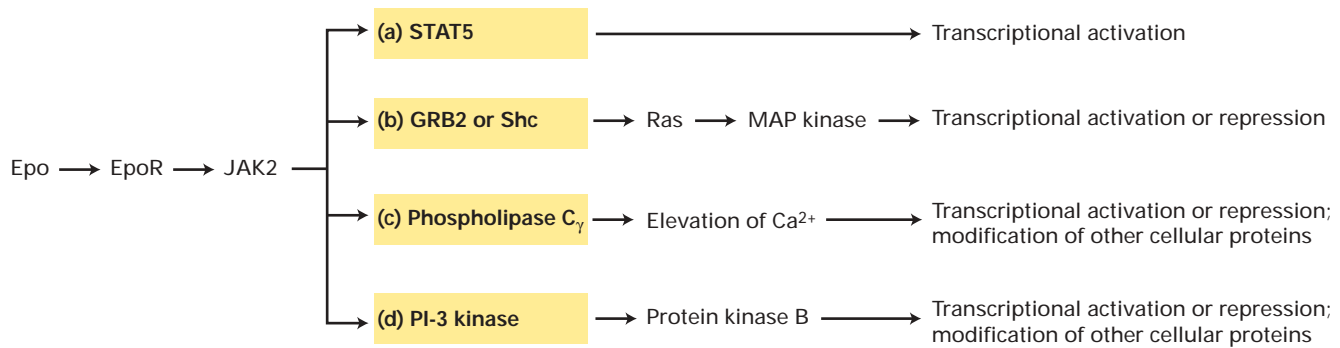 (a) STAT5
Transcriptional activation
(b) GRB2 or Shc
Ras
MAP kinase
Transcriptional activation or repression
Epo
EpoR
JAK2
(c) Phospholipase Cγ
Elevation of Ca2+
Transcriptional activation or repression;
modification of other cellular proteins
(d) PI-3 kinase
Protein kinase B
Transcriptional activation or repression;
modification of other cellular proteins